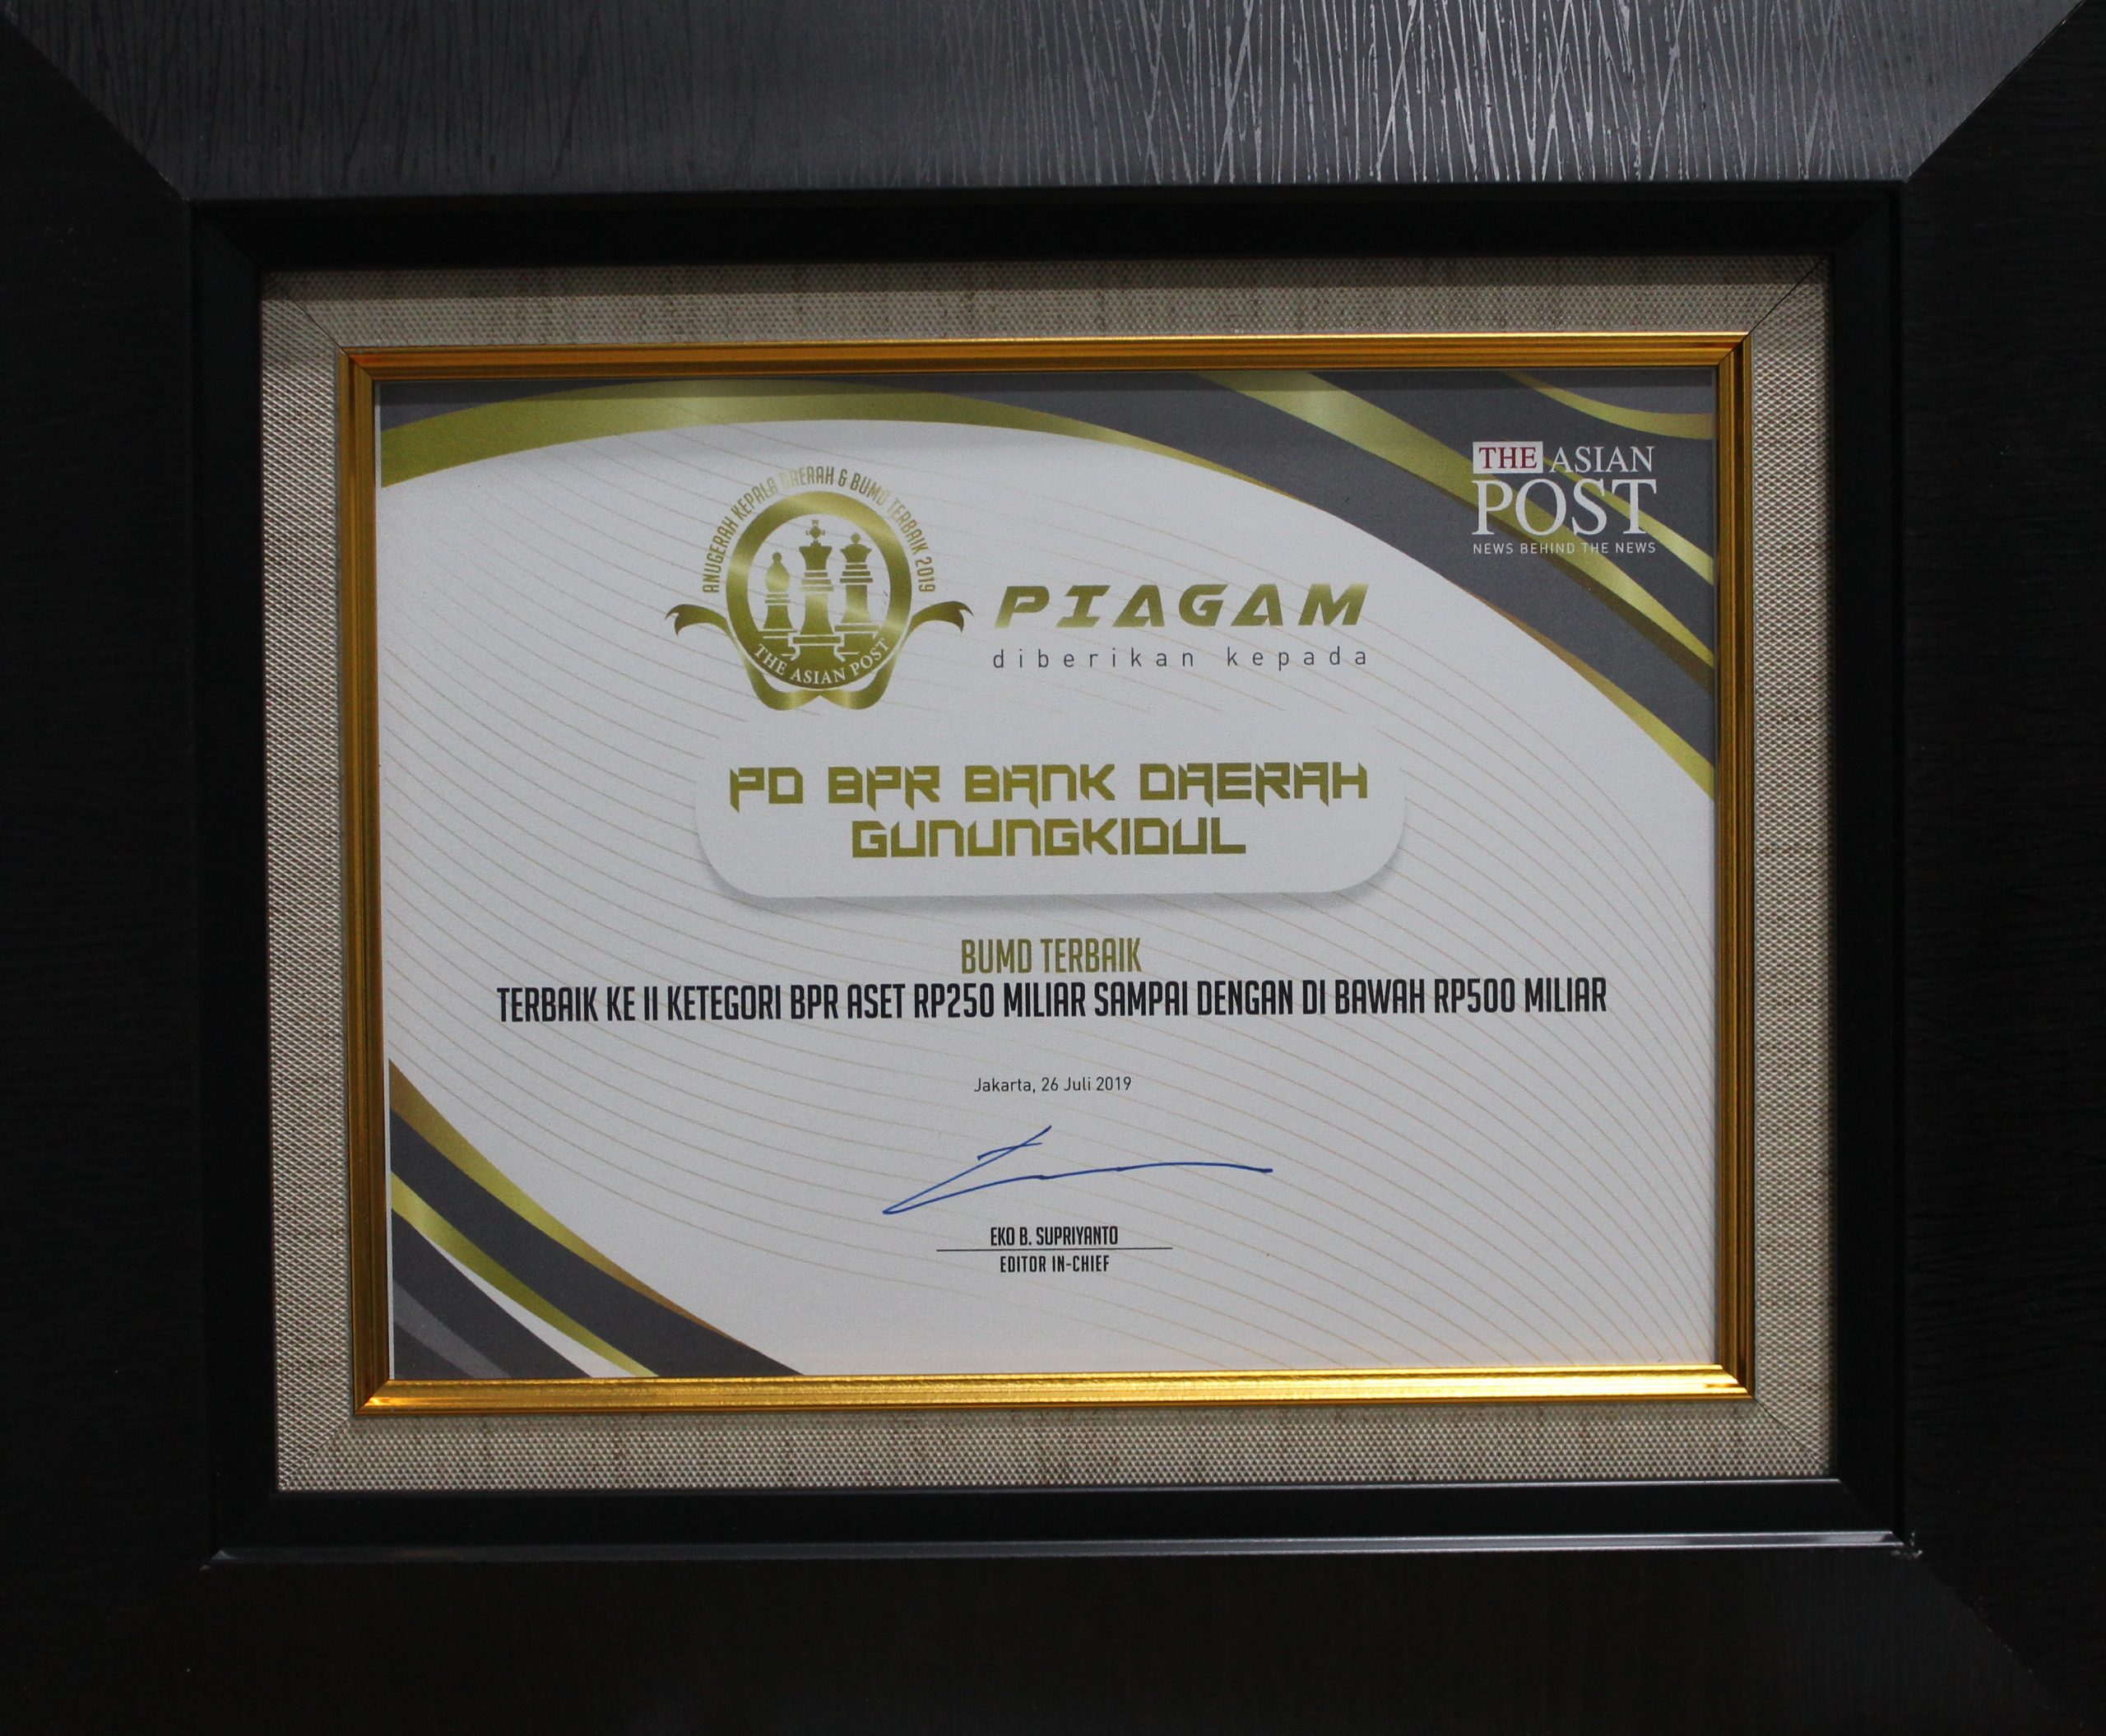 THE ASIAN
POST
NEWS BEHIND THE NEWS
ANUGERAH KEPALA DAERAH & BUMD TERBAIK 2019
THE ASIAN POST
PIAGAM
diberikan kepada
PD BPR BANK DAERAH
GUNUNGKIDUL
BUMD TERBAIK
TERBAIK KE II KETEGORI BPR ASET RP250 MILIAR SAMPAI DENGAN DI BAWAH RP500 MILIAR
Jakarta, 26 Juli 2019
EKO B. SUPRIYANTO
EDITOR IN-CHIEF